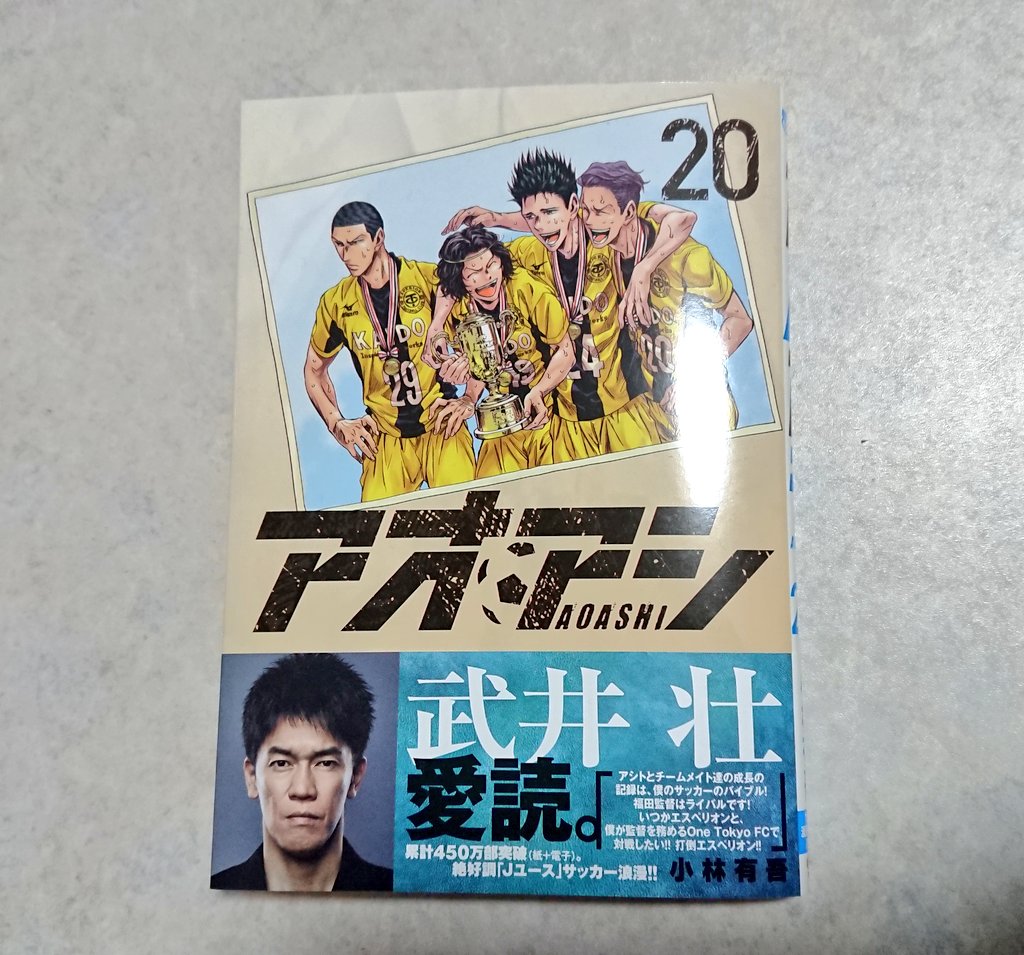 20
KAIDO
29
DO
19
DO
24
DO
20
アオアシ
AOASHI
武井 壮
愛読。
アシトとチームメイト達の成長の
記録は、僕のサッカーのバイブル!
福田監督はライバルです!
いつかエスペリオンと、
僕が監督を務めるOne Tokyo FCで
対戦したい!! 打倒エスペリオン!!
累計450万部突破(紙+電子)。
絶好調「Jユース」サッカー浪漫!!
小林有吾